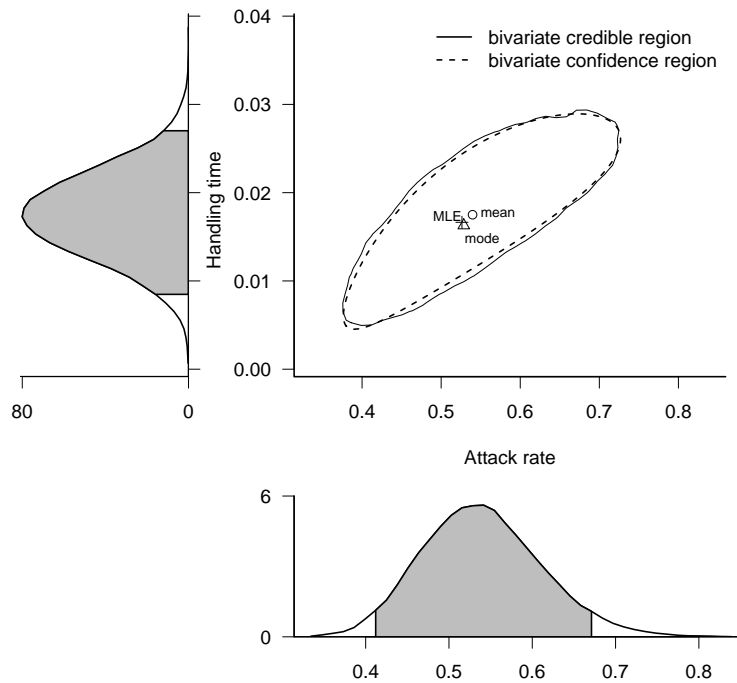 0.04
bivariate credible region
bivariate confidence region
0.03
Handling time
0.02
MLE
mean
mode
0.01
0.00
80
0
0.4
0.5
0.6
0.7
0.8
Attack rate
6
0
0.4
0.5
0.6
0.7
0.8